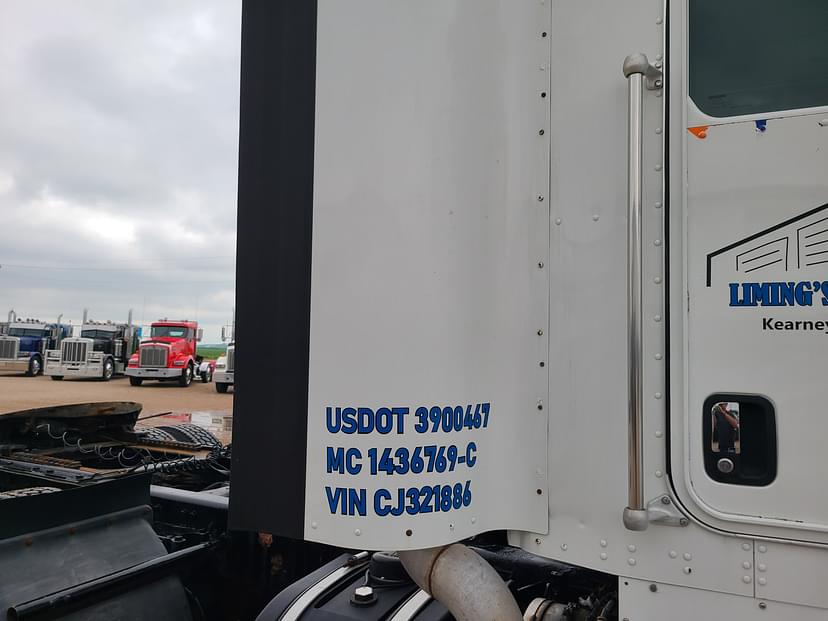 USDOT 3900467
MC 1436769-C
VIN CJ321886
LIMING'S
Kearney